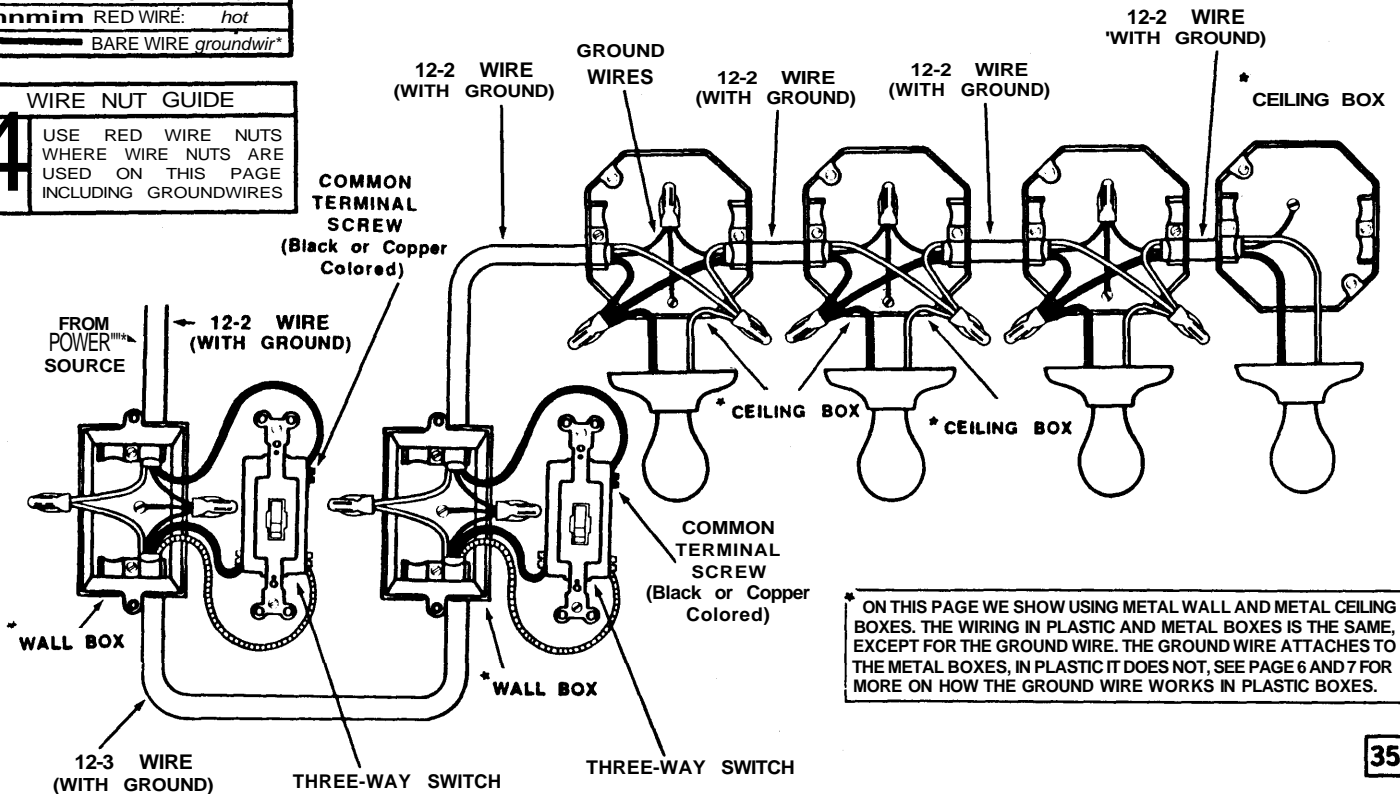 nnmim RED WIRE: hot
BARE WIRE groundwir*
4
WIRE NUT GUIDE
USE RED WIRE NUTS
WHERE WIRE NUTS ARE
USED ON THIS PAGE
INCLUDING GROUNDWIRES
COMMON
TERMINAL
SCREW
(Black or Copper
Colored)
12-2 WIRE
(WITH GROUND)
GROUND
WIRES
12-2 WIRE
(WITH GROUND)
12-2 WIRE
(WITH GROUND)
12-2 WIRE
'WITH GROUND)
* CEILING BOX
FROM
POWER""*
SOURCE
12-2 WIRE
(WITH GROUND)
* CEILING BOX
* CEILING BOX
COMMON
TERMINAL
SCREW
(Black or Copper
Colored)
* WALL BOX
* WALL BOX
12-3 WIRE
(WITH GROUND)
THREE-WAY SWITCH
THREE-WAY SWITCH
* ON THIS PAGE WE SHOW USING METAL WALL AND METAL CEILING
BOXES. THE WIRING IN PLASTIC AND METAL BOXES IS THE SAME,
EXCEPT FOR THE GROUND WIRE. THE GROUND WIRE ATTACHES TO
THE METAL BOXES, IN PLASTIC IT DOES NOT, SEE PAGE 6 AND 7 FOR
MORE ON HOW THE GROUND WIRE WORKS IN PLASTIC BOXES.
35